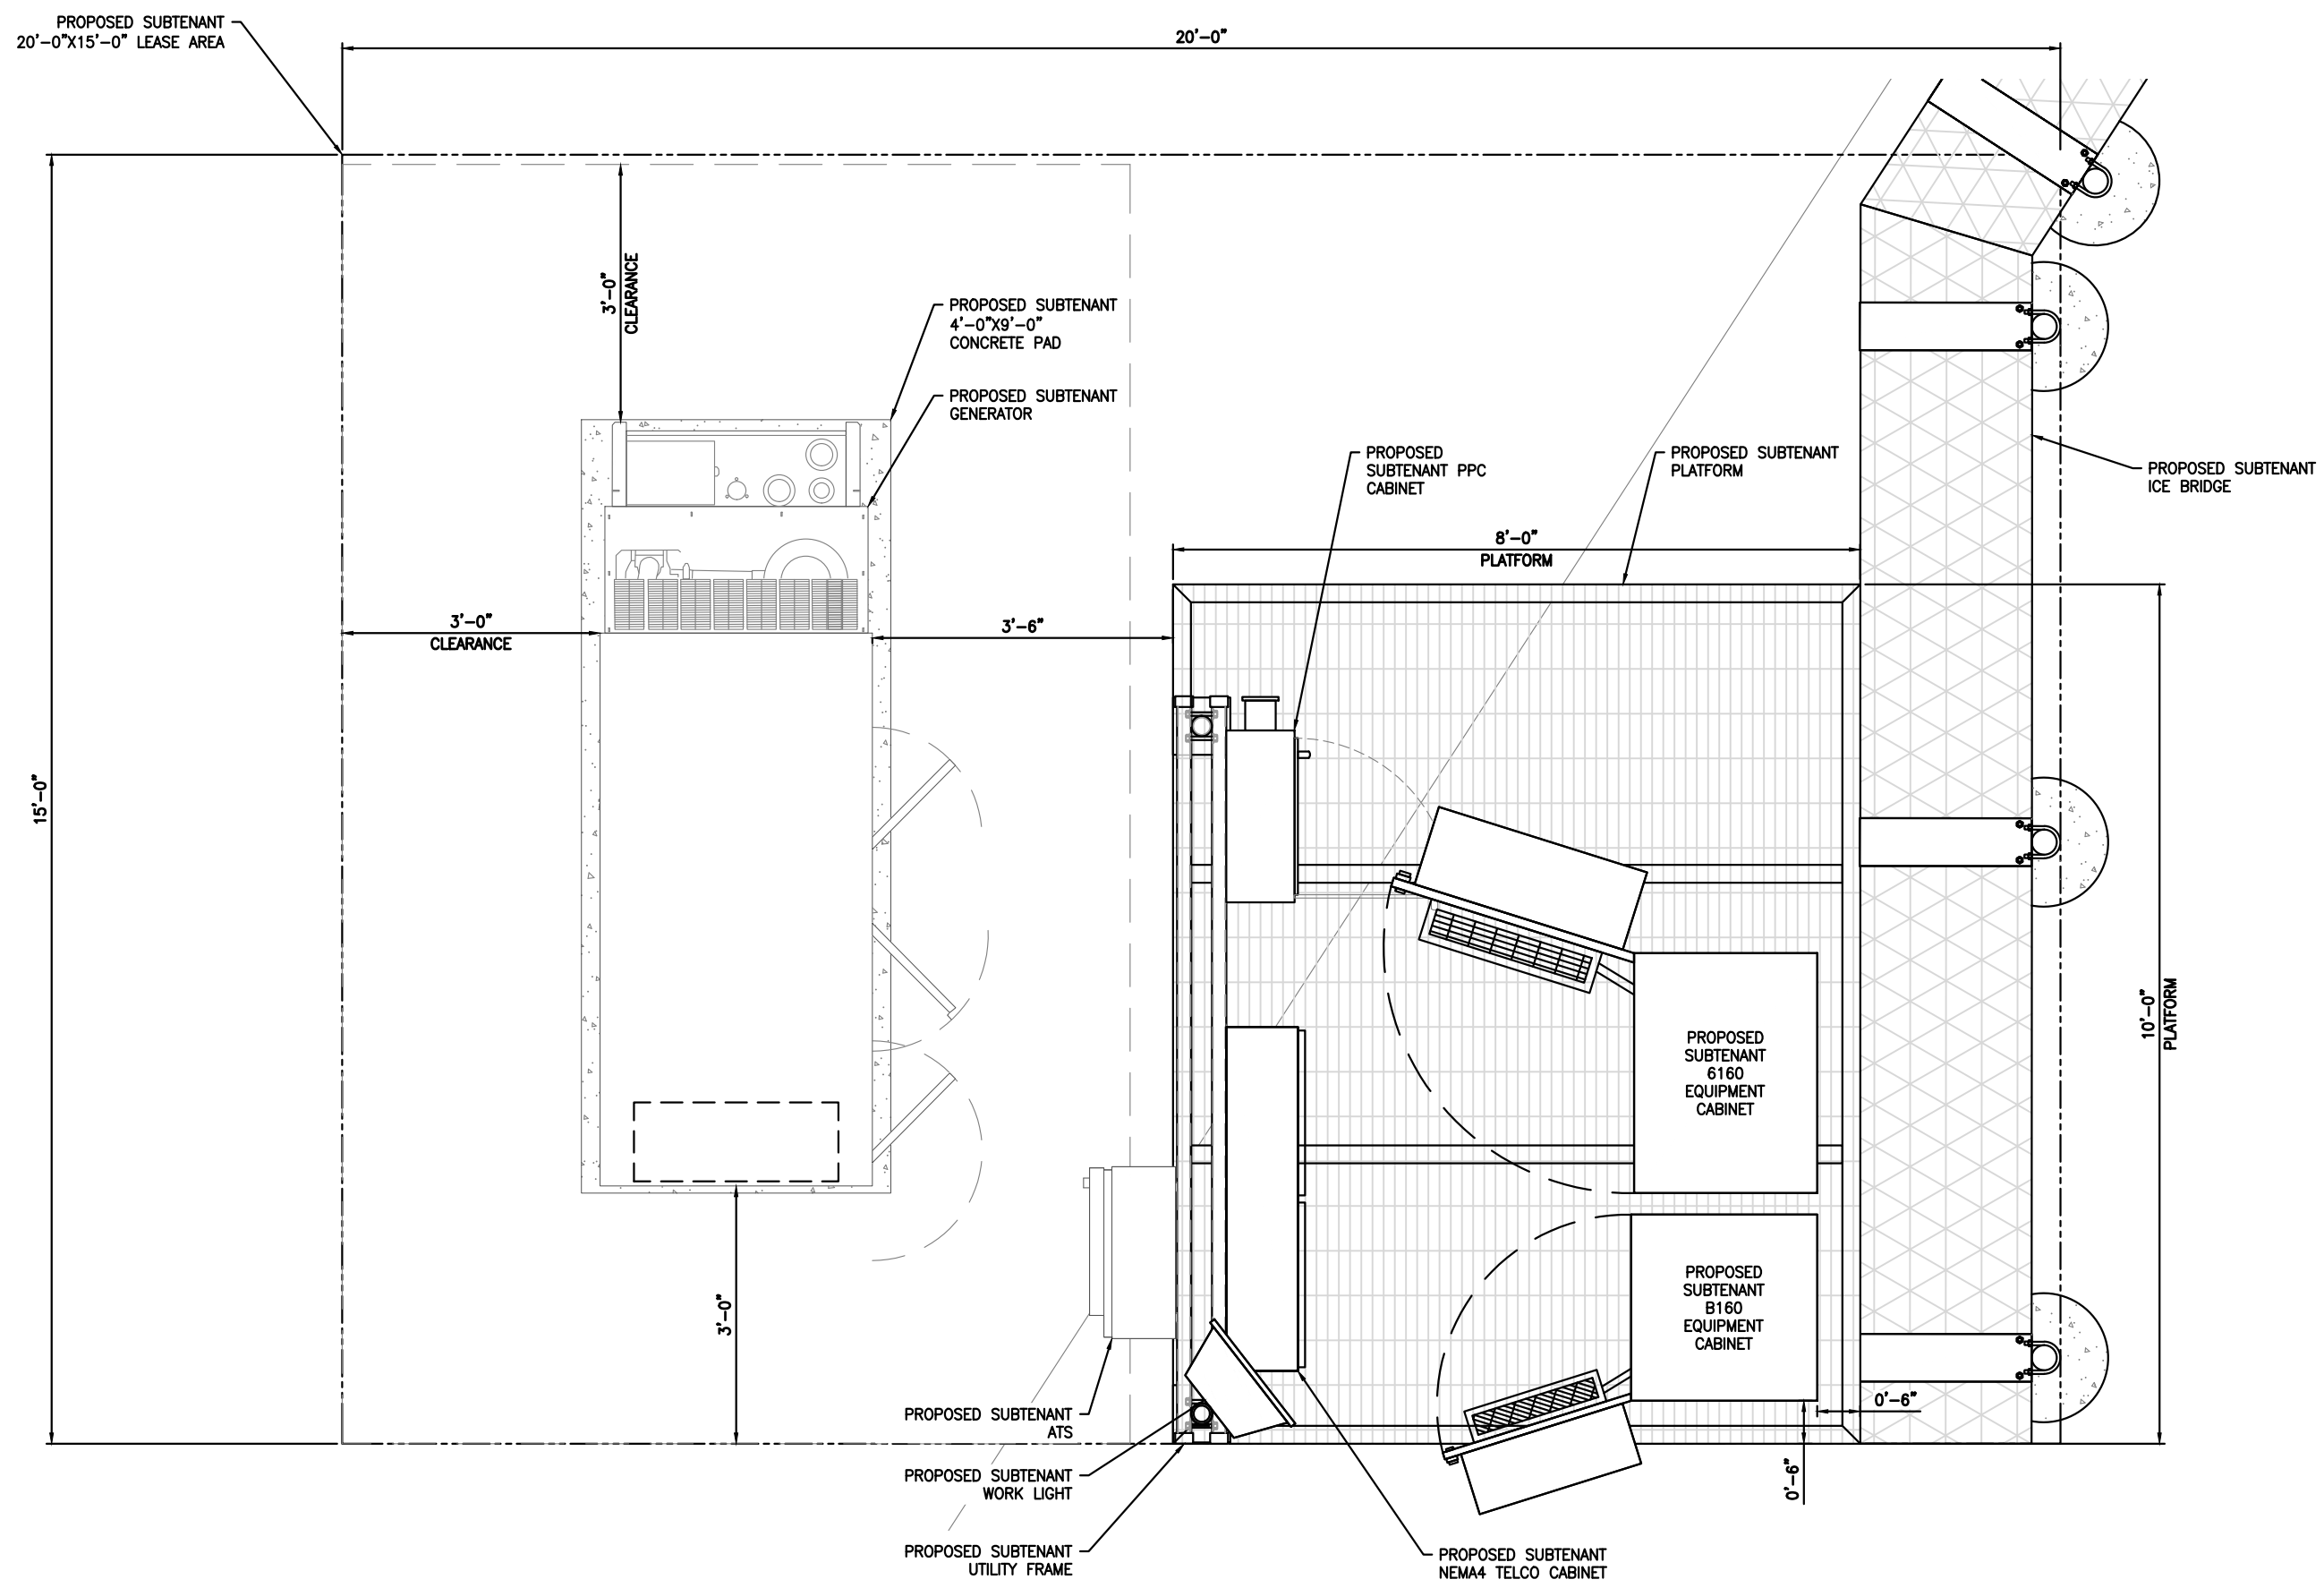 PROPOSED SUBTENANT
20'-0"X15'-0" LEASE AREA
20'-0"
3'-0"
CLEARANCE
PROPOSED SUBTENANT
4'-0"X9'-0"
CONCRETE PAD
PROPOSED SUBTENANT
GENERATOR
PROPOSED
SUBTENANT PPC
CABINET
PROPOSED SUBTENANT
PLATFORM
PROPOSED SUBTENANT
ICE BRIDGE
8'-0"
PLATFORM
3'-0"
CLEARANCE
3'-6"
15'-0"
10'-0"
PLATFORM
PROPOSED
SUBTENANT
6160
EQUIPMENT
CABINET
PROPOSED
SUBTENANT
B160
EQUIPMENT
CABINET
3'-0"
0'-6"
0'-6"
PROPOSED SUBTENANT
ATS
PROPOSED SUBTENANT
WORK LIGHT
PROPOSED SUBTENANT
UTILITY FRAME
PROPOSED SUBTENANT
NEMA4 TELCO CABINET